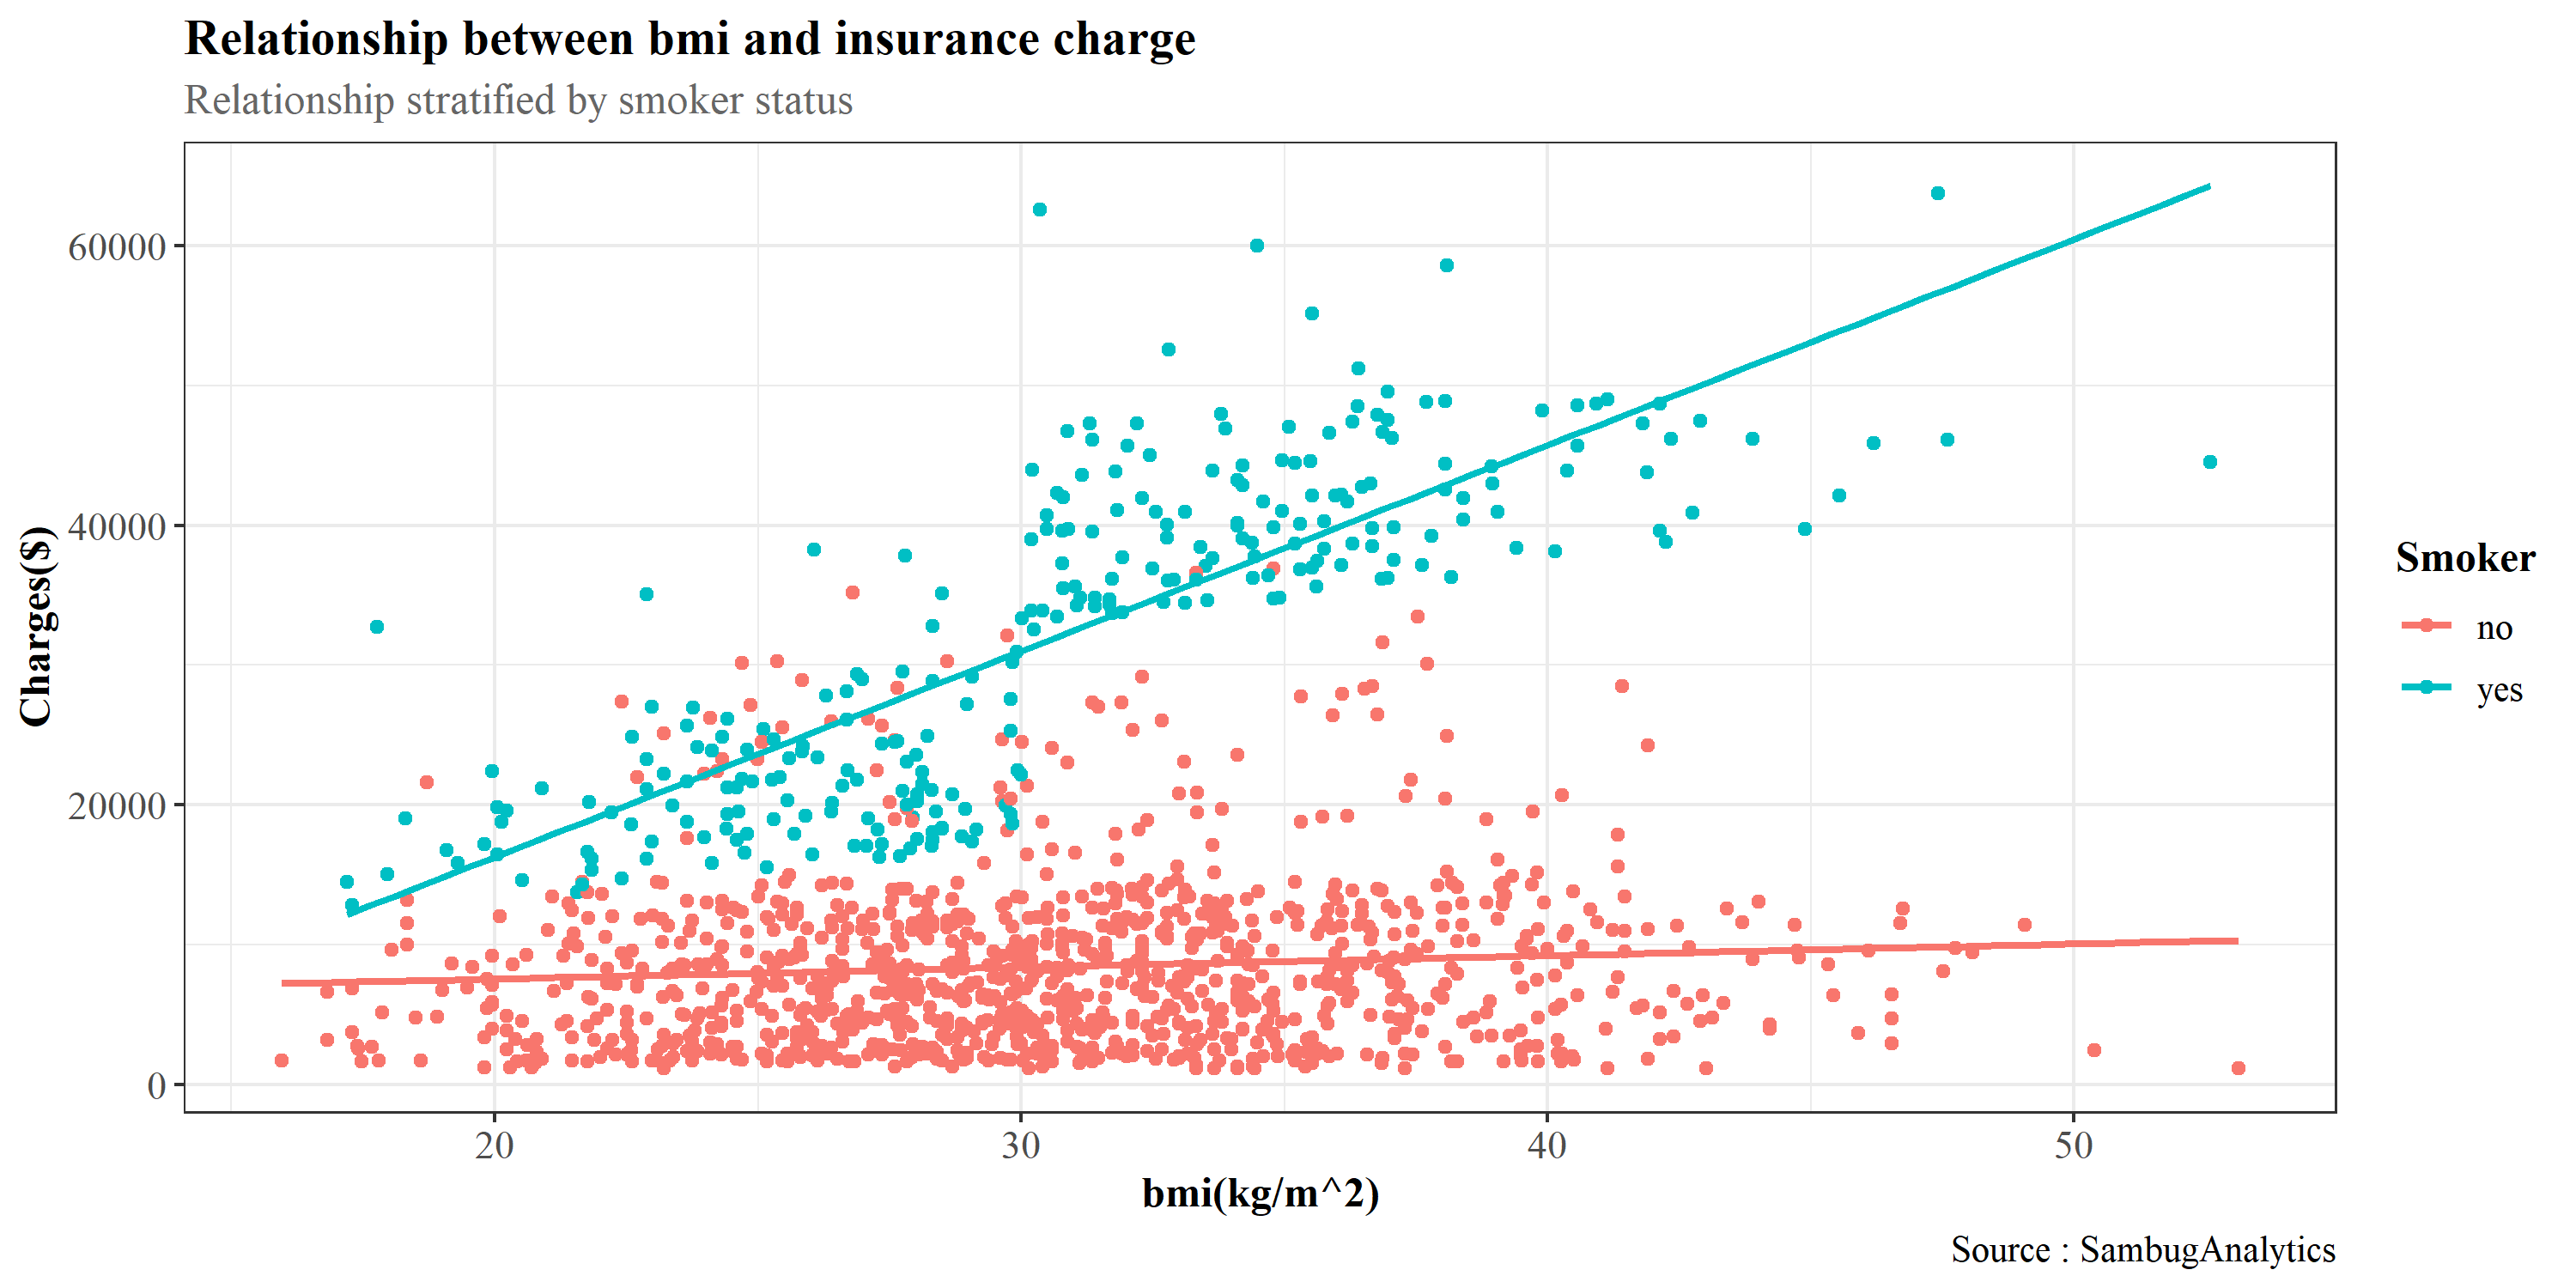 Relationship between bmi and insurance charge
Relationship stratified by smoker status
60000
40000
20000
0
Charges($)
20 30 40 50
bmi(kg/m^2)
Smoker
no
yes
Source : SambugAnalytics